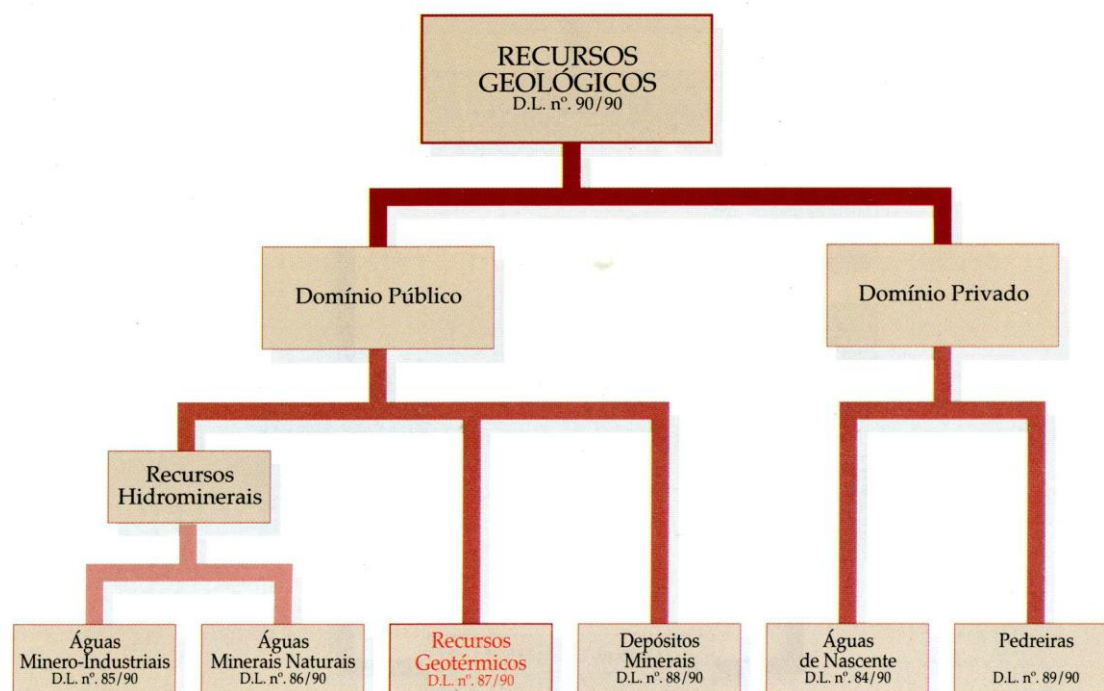 RECURSOS
GEOLÓGICOS
D.L. nº. 90/90
Domínio Público
Domínio Privado
Recursos
Hidrominerais
Águas
Minero-Industriais
D.L. nº. 85/90
Águas
Minerais Naturais
D.L. nº. 86/90
Recursos
Geotérmicos
D.L. nº. 87/90
Depósitos
Minerais
D.L. nº. 88/90
Águas
de Nascente
D.L. nº. 84/90
Pedreiras
D.L. nº. 89/90